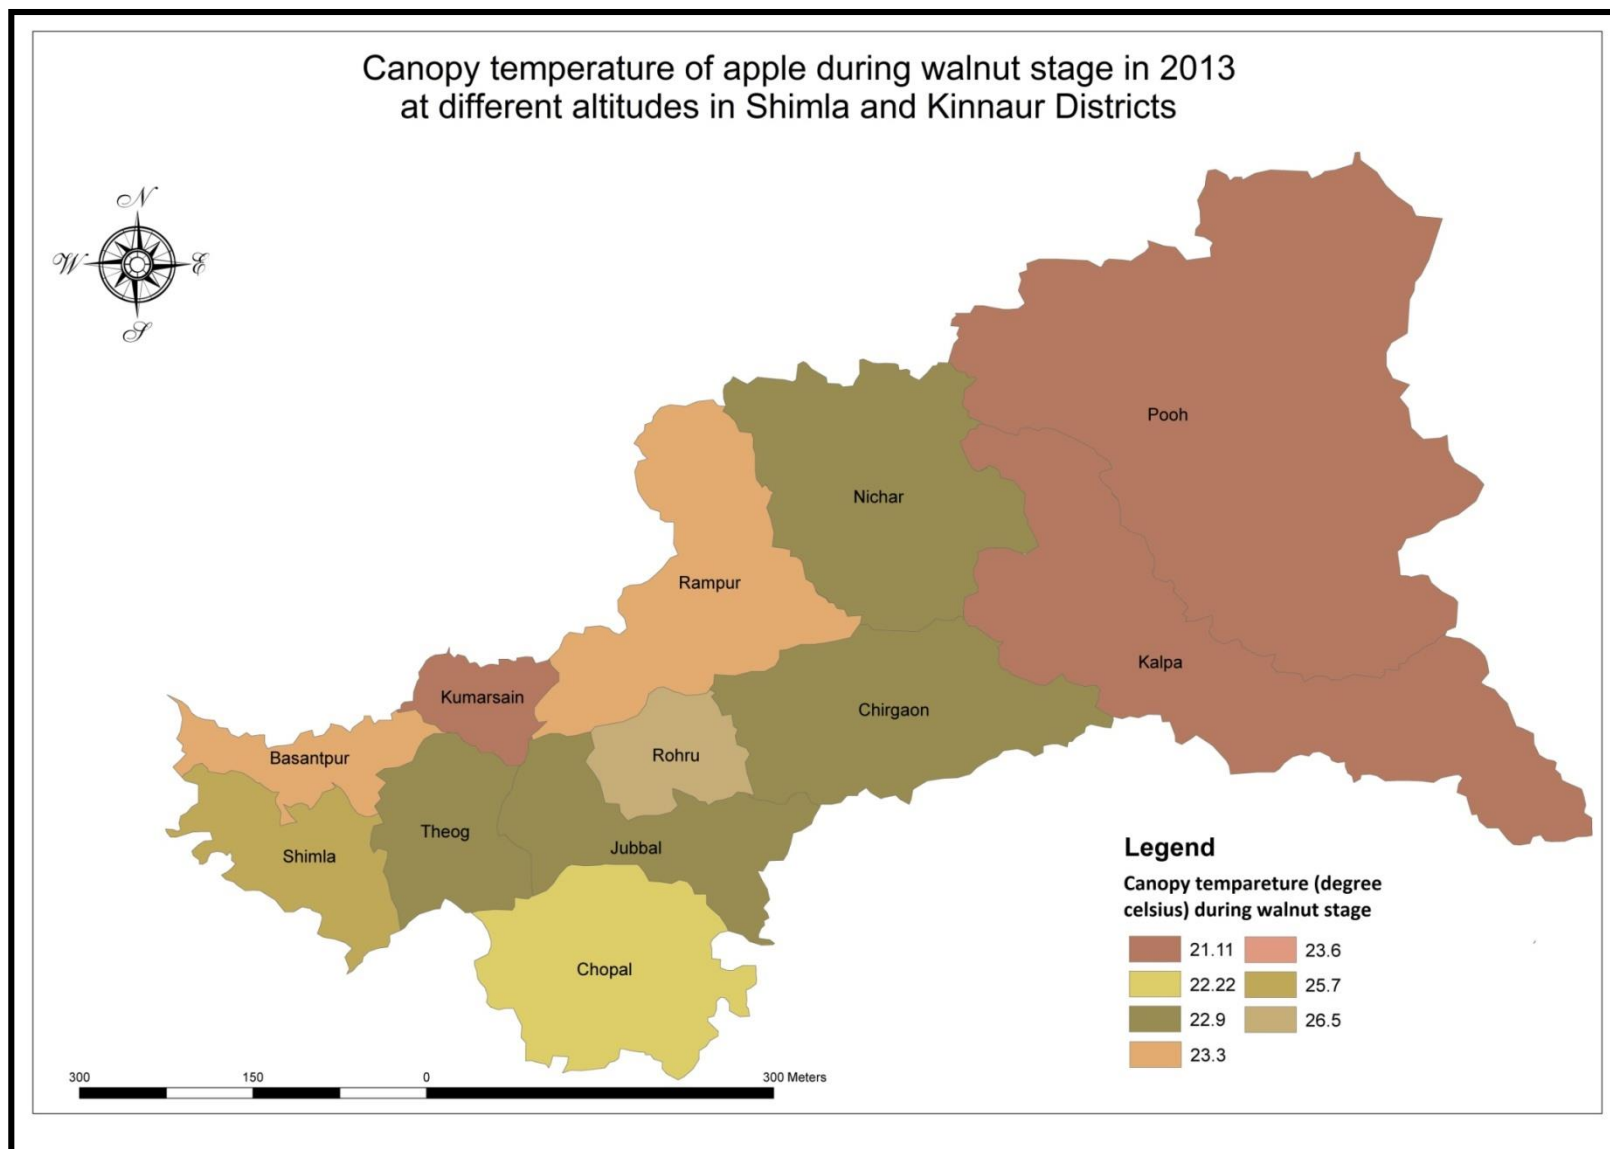 Canopy temperature of apple during walnut stage in 2013
at different altitudes in Shimla and Kinnaur Districts
N
W E
S
Pooh
Nichar
Rampur
Kalpa
Kumarsain
Chirgaon
Basantpur
Rohru
Theog
Jubbal
Shimla
Chopal
Legend
Canopy tempareture (degree
celsius) during walnut stage
21.11 23.6
22.22 25.7
22.9 26.5
23.3
300 150 0 300 Meters